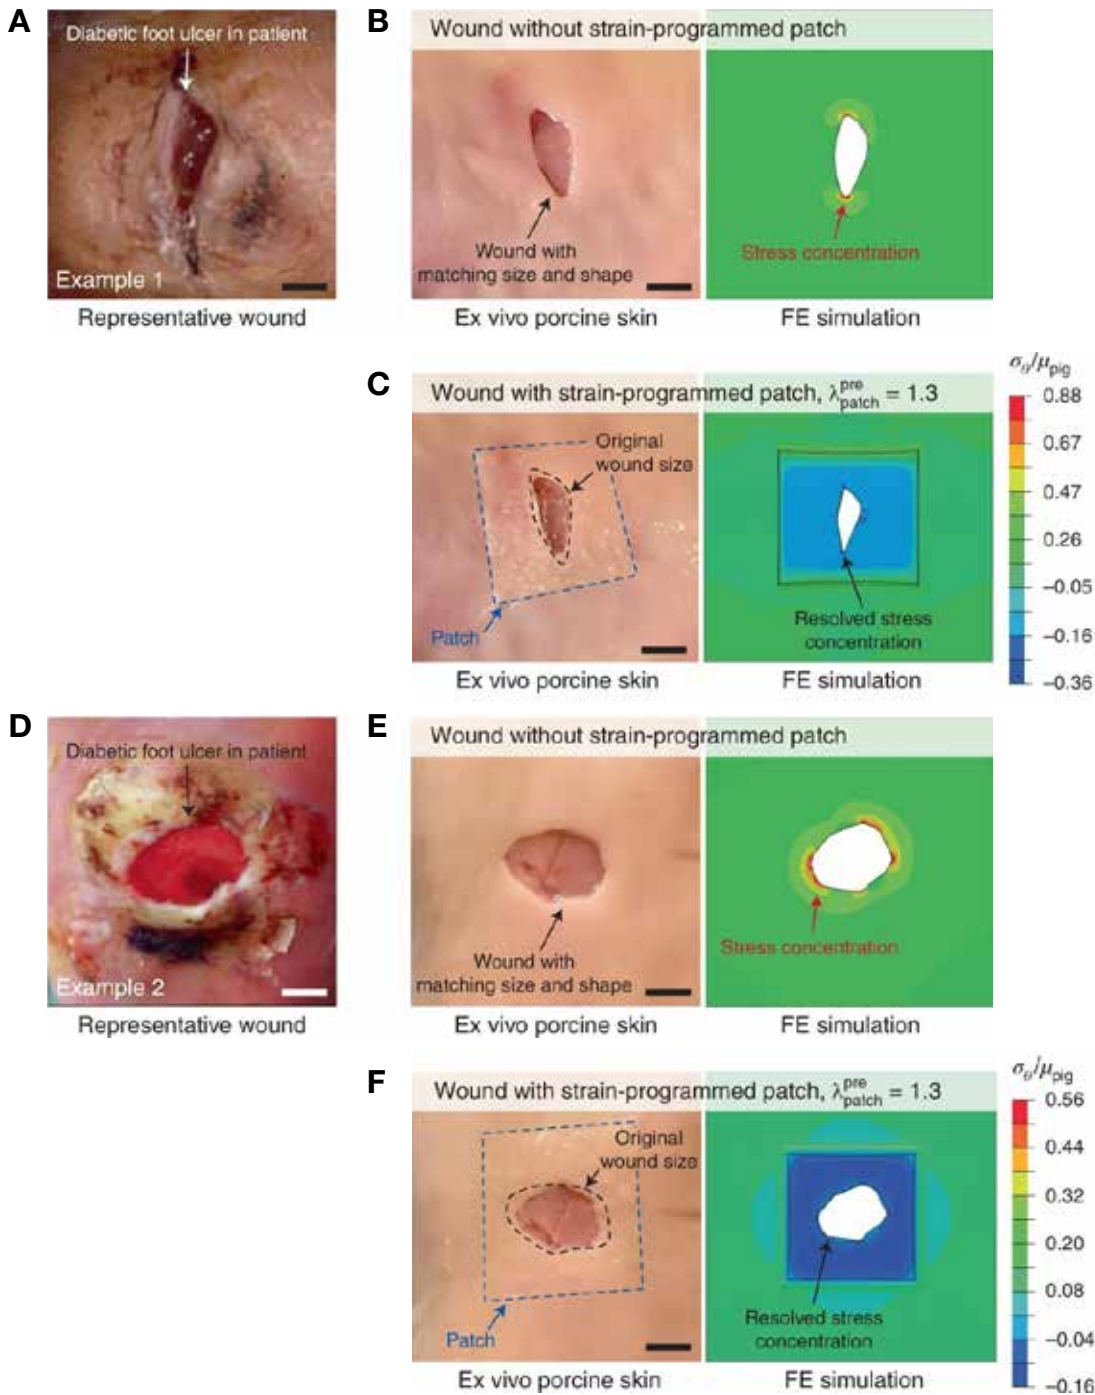 A
Diabetic foot ulcer in patient
Example 1
Representative wound
B
Wound without strain-programmed patch
Wound with
matching size and shape
Stress concentration
Ex vivo porcine skin
FE simulation
C
Wound with strain-programmed patch, λ^pre_patch = 1.3
Original
wound size
Patch
Resolved stress
concentration
Ex vivo porcine skin
FE simulation
σ_θ/μ_pig
0.88
0.67
0.47
0.26
−0.05
−0.16
−0.36
D
Diabetic foot ulcer in patient
Example 2
Representative wound
E
Wound without strain-programmed patch
Wound with
matching size and shape
Stress concentration
Ex vivo porcine skin
FE simulation
F
Wound with strain-programmed patch, λ^pre_patch = 1.3
Original
wound size
Patch
Resolved stress
concentration
Ex vivo porcine skin
FE simulation
σ_θ/μ_pig
0.56
0.44
0.32
0.20
0.08
−0.04
−0.16